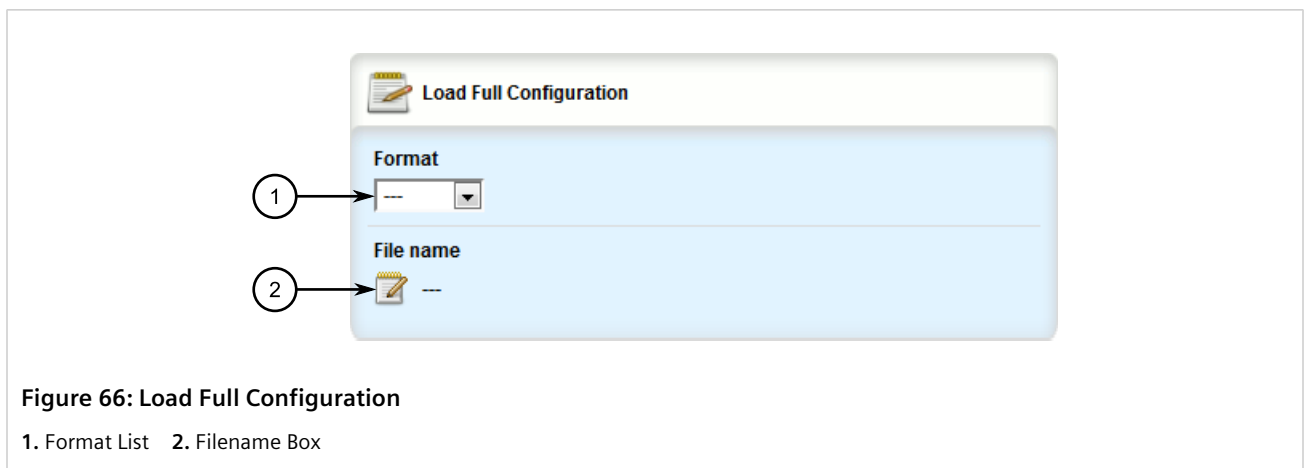 Load Full Configuration
Format
1
---
File name
2
---
Figure 66: Load Full Configuration
1. Format List 2. Filename Box